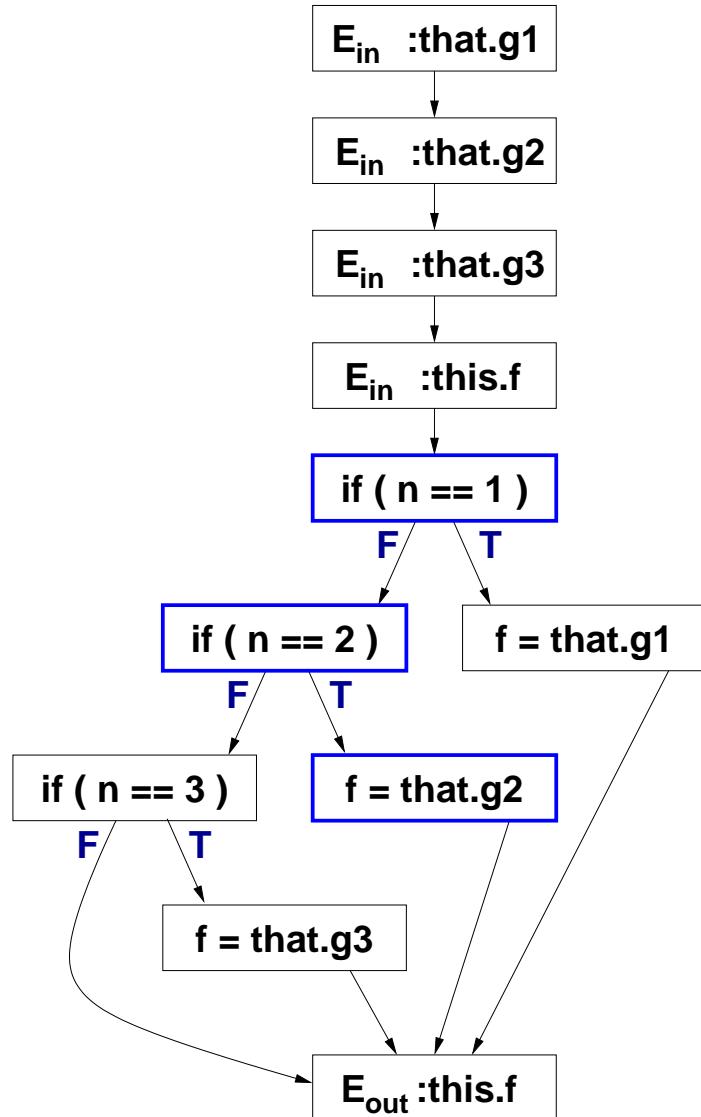 E_in :that.g1
E_in :that.g2
E_in :that.g3
E_in :this.f
if ( n == 1 )
F T
if ( n == 2 )
f = that.g1
F T
if ( n == 3 )
f = that.g2
F T
f = that.g3
E_out :this.f